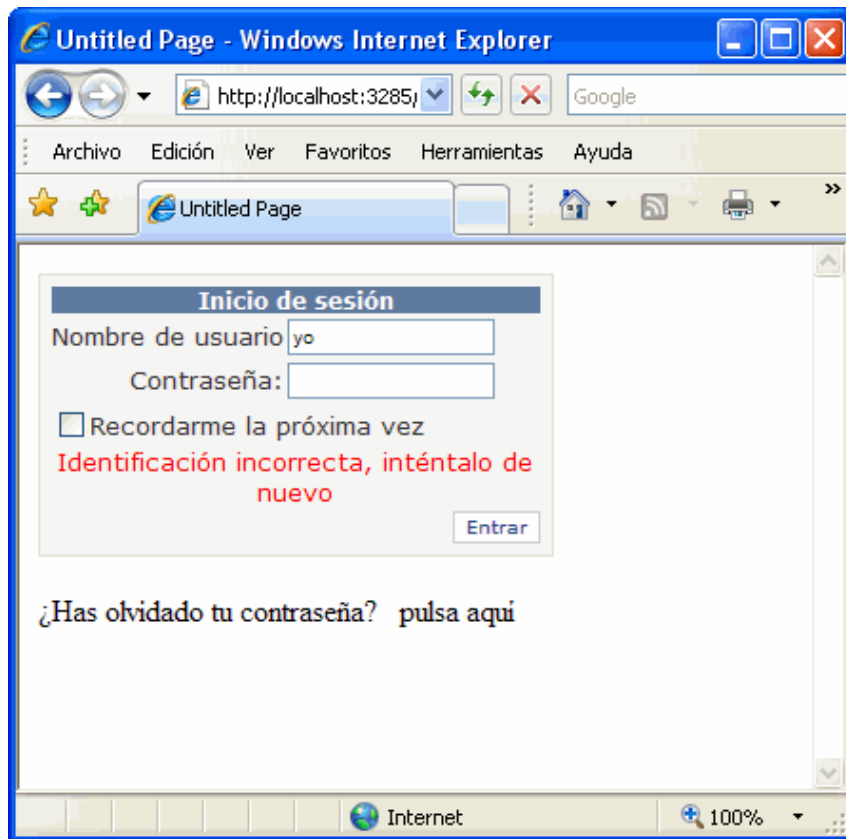 Untitled Page - Windows Internet Explorer
http://localhost:3285/
Google
Archivo Edición Ver Favoritos Herramientas Ayuda
Untitled Page
»
Inicio de sesión
Nombre de usuario yo
Contraseña:
Recordarme la próxima vez
Identificación incorrecta, inténtalo de
nuevo
Entrar
¿Has olvidado tu contraseña? pulsa aquí
Internet 100%